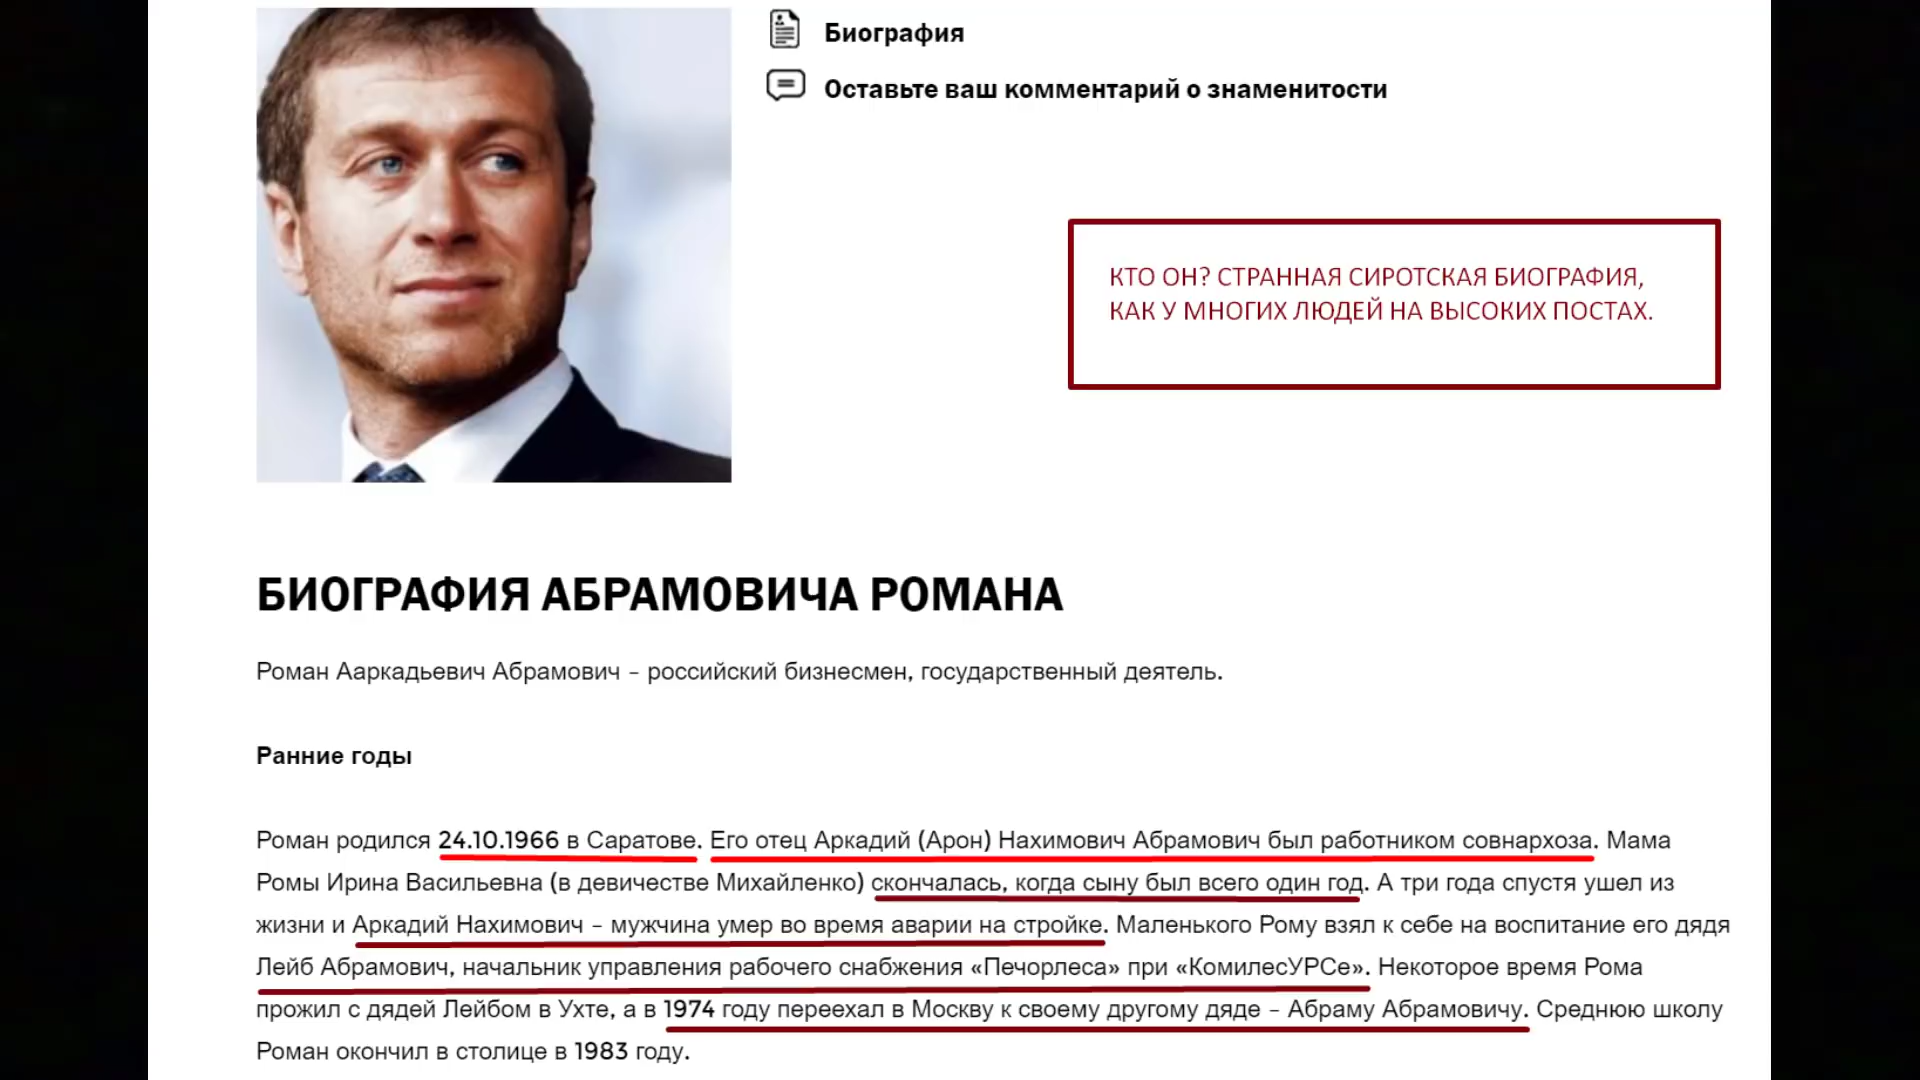 Биография
Оставьте ваш комментарий о знаменитости
КТО ОН? СТРАННАЯ СИРОТСКАЯ БИОГРАФИЯ,
КАК У МНОГИХ ЛЮДЕЙ НА ВЫСОКИХ ПОСТАХ.
БИОГРАФИЯ АБРАМОВИЧА РОМАНА
Роман Ааркадьевич Абрамович – российский бизнесмен, государственный деятель.
Ранние годы
Роман родился 24.10.1966 в Саратове. Его отец Аркадий (Арон) Нахимович Абрамович был работником совнархоза. Мама
Ромы Ирина Васильевна (в девичестве Михайленко) скончалась, когда сыну был всего один год. А три года спустя ушел из
жизни и Аркадий Нахимович – мужчина умер во время аварии на стройке. Маленького Рому взял к себе на воспитание его дядя
Лейб Абрамович, начальник управления рабочего снабжения «Печорлеса» при «КомилесУРСе». Некоторое время Рома
прожил с дядей Лейбом в Ухте, а в 1974 году переехал в Москву к своему другому дяде – Абраму Абрамовичу. Среднюю школу
Роман окончил в столице в 1983 году.